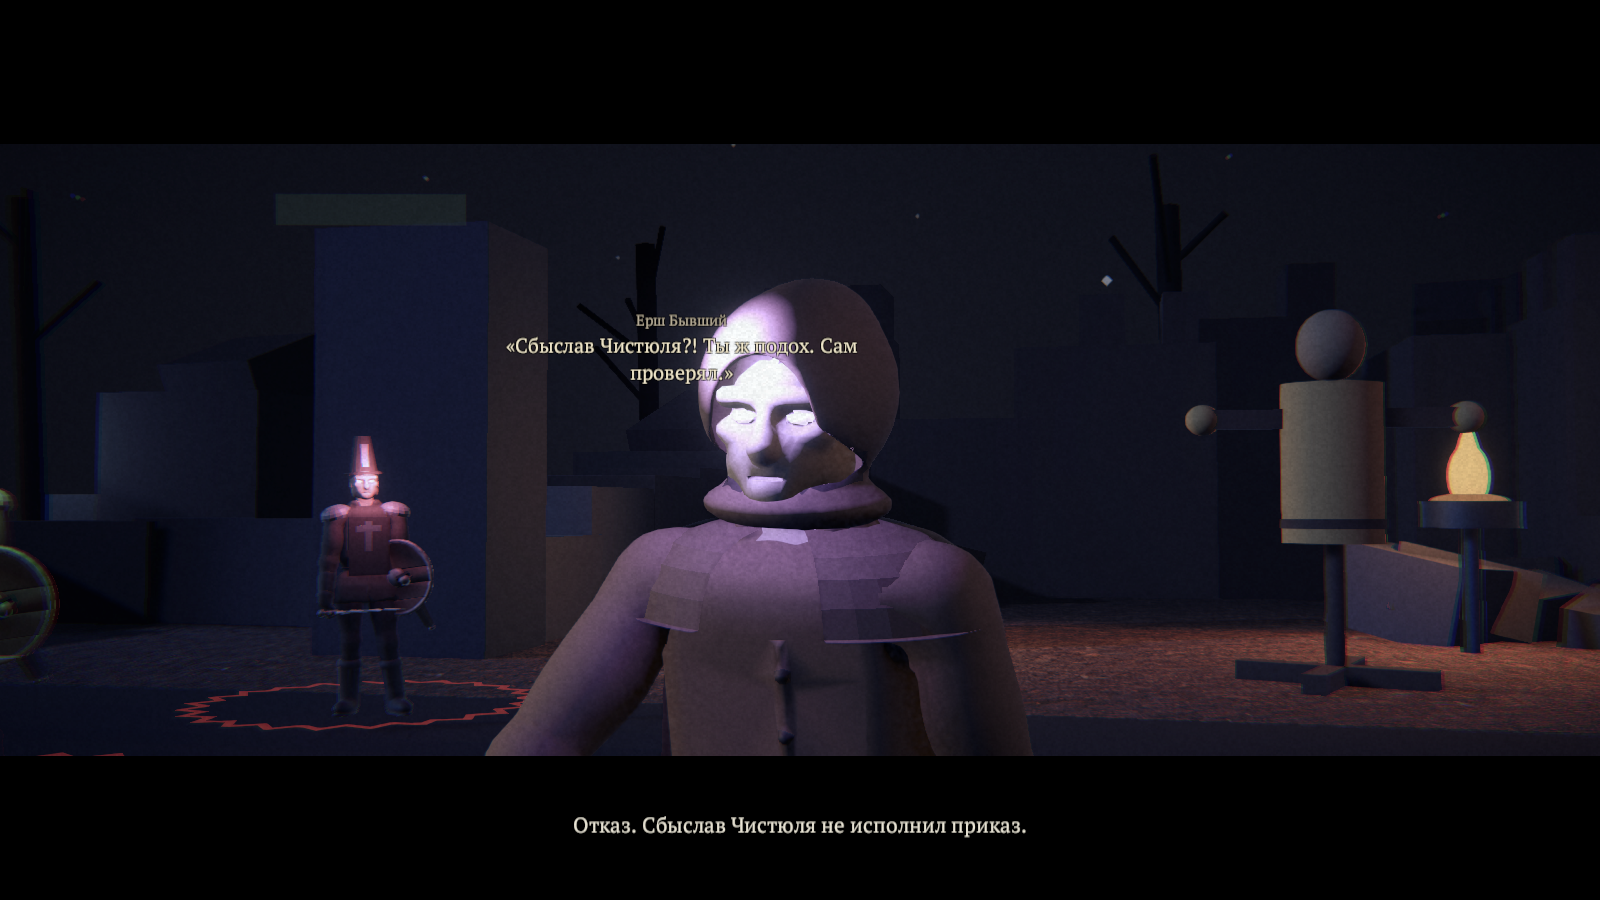 Ерш Бывший
«Сбыслав Чистюля?! Ты ж подох. Сам
проверял.»
Отказ. Сбыслав Чистюля не исполнил приказ.